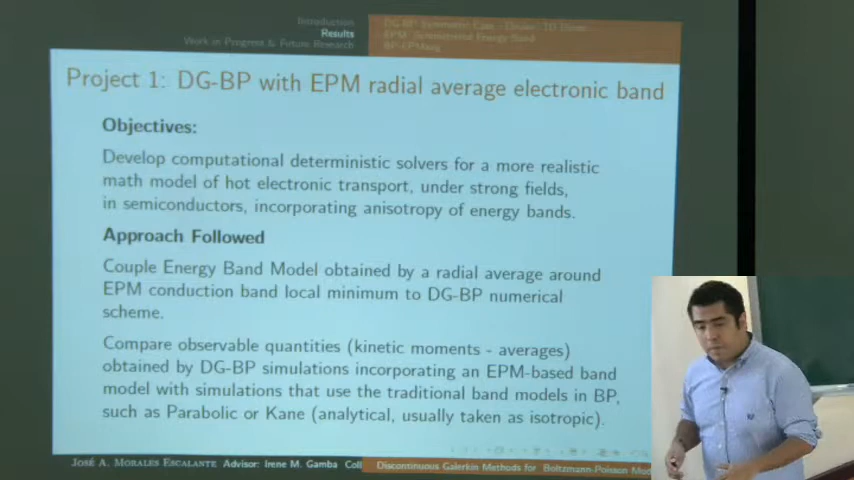 Introduction
Results
Work in Progress & Future Research
Project 1: DG-BP with EPM radial average electronic band
Objectives:
Develop computational deterministic solvers for a more realistic
math model of hot electronic transport, under strong fields,
in semiconductors, incorporating anisotropy of energy bands.
Approach Followed
Couple Energy Band Model obtained by a radial average around
EPM conduction band local minimum to DG-BP numerical
scheme.
Compare observable quantities (kinetic moments - averages)
obtained by DG-BP simulations incorporating an EPM-based band
model with simulations that use the traditional band models in BP,
such as Parabolic or Kane (analytical, usually taken as isotropic).
José A. Morales Escalante Advisor: Irene M. Gamba Coll
Discontinuous Galerkin Methods for Boltzmann-Poisson Mod